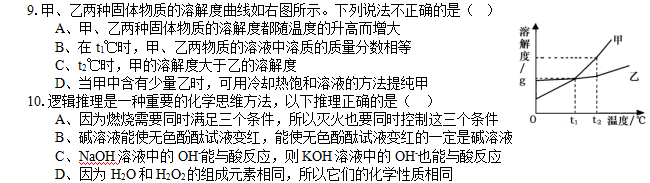 9.甲、乙两种固体物质的溶解度曲线如右图所示。下列说法不正确的是（ ）
A、甲、乙两种固体物质的溶解度都随温度的升高而增大
B、在 t₁℃时，甲、乙两物质的溶液中溶质的质量分数相等
C、t₂℃时，甲的溶解度大于乙的溶解度
D、当甲中含有少量乙时，可用冷却热饱和溶液的方法提纯甲
10.逻辑推理是一种重要的化学思维方法，以下推理正确的是（ ）
A、因为燃烧需要同时满足三个条件，所以灭火也要同时控制这三个条件
B、碱溶液能使无色酚酞试液变红，能使无色酚酞试液变红的一定是碱溶液
C、NaOH 溶液中的 OH⁻能与酸反应，则 KOH 溶液中的 OH⁻也能与酸反应
D、因为 H₂O 和 H₂O₂ 的组成元素相同，所以它们的化学性质相同
溶解度/g
甲
乙
0 t₁ t₂ 温度/℃